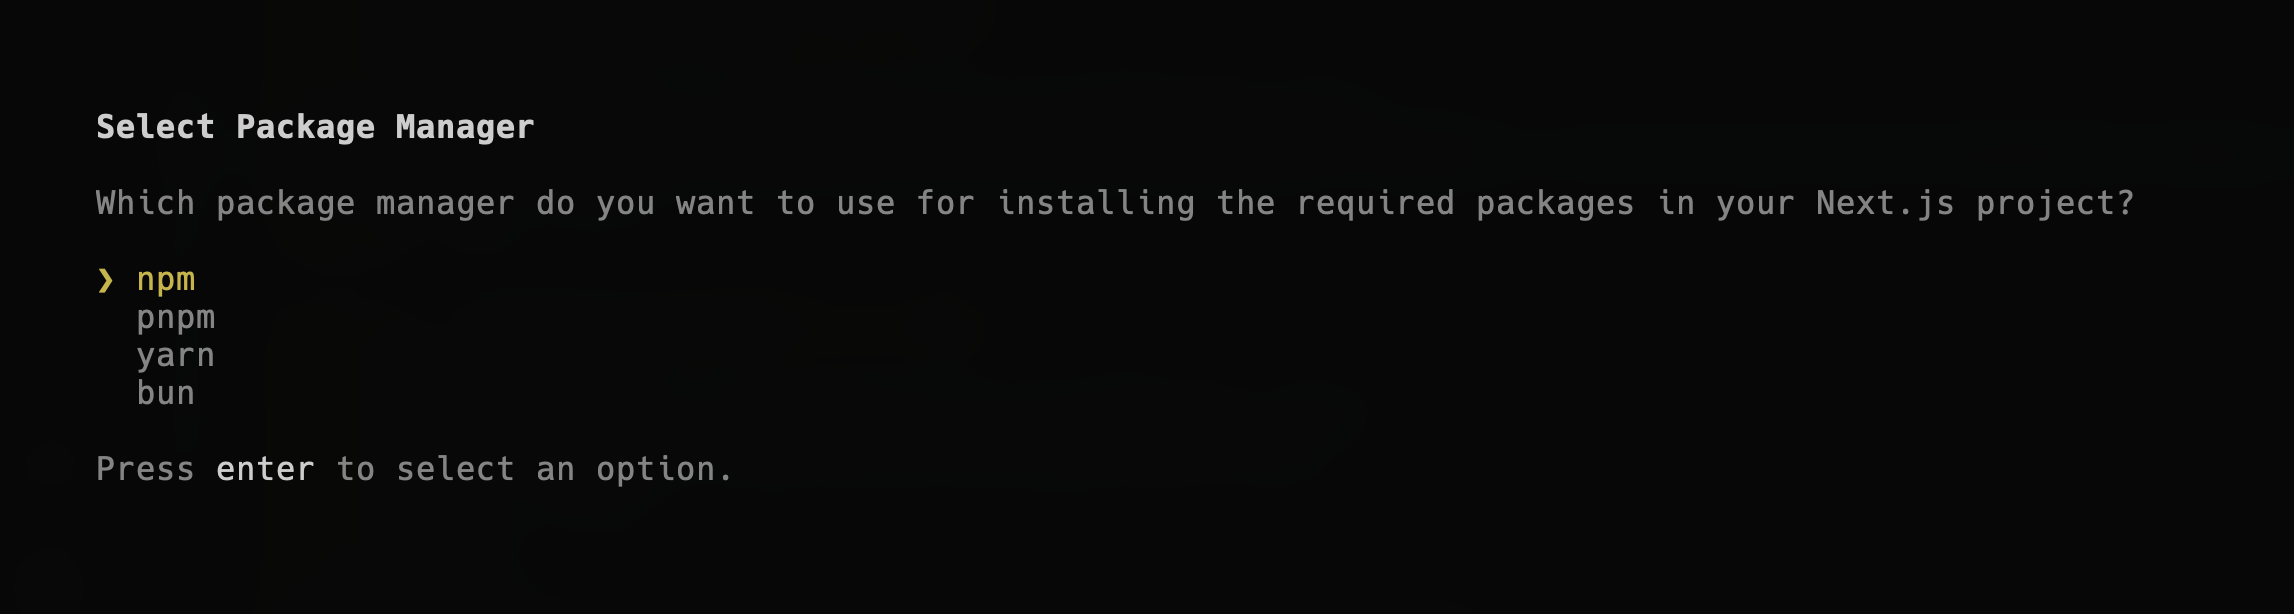 Select Package Manager
Which package manager do you want to use for installing the required packages in your Next.js project?
❯ npm
pnpm
yarn
bun
Press enter to select an option.